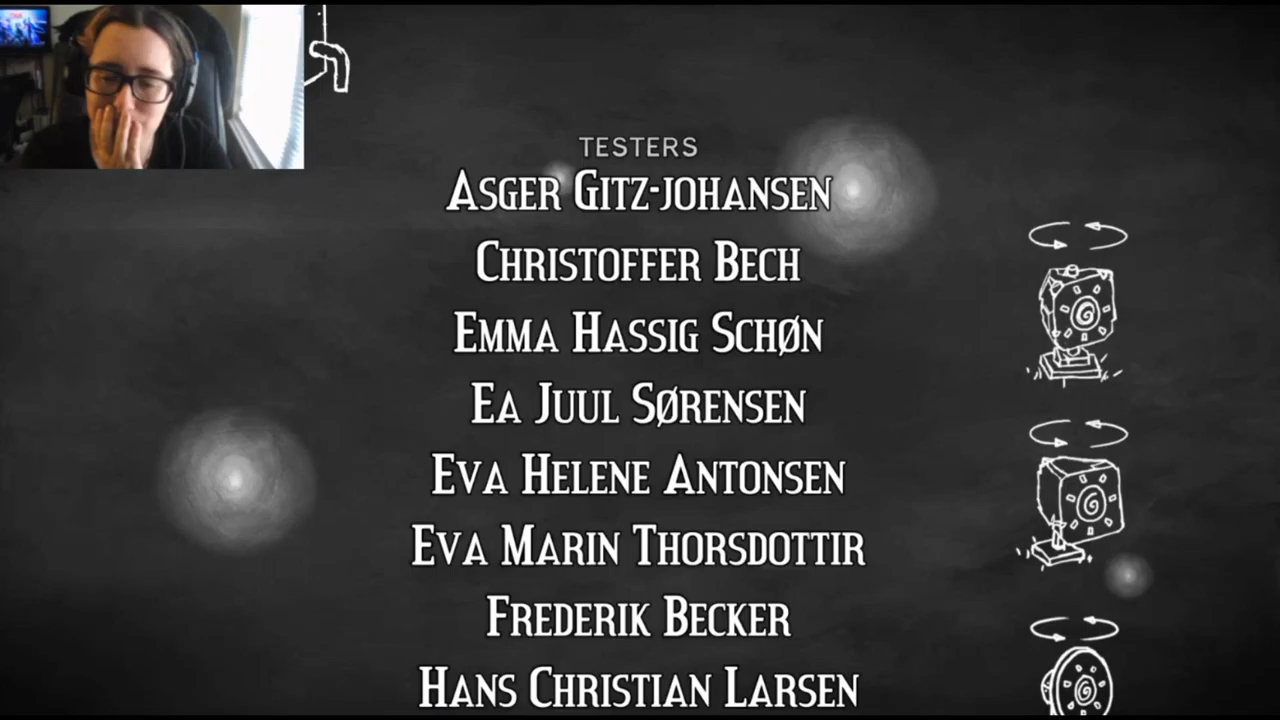 TESTERS
ASGER GITZ-JOHANSEN
CHRISTOFFER BECH
EMMA HASSIG SCHØN
EA JUUL SØRENSEN
EVA HELENE ANTONSEN
EVA MARIN THORSDOTTIR
FREDERIK BECKER
HANS CHRISTIAN LARSEN